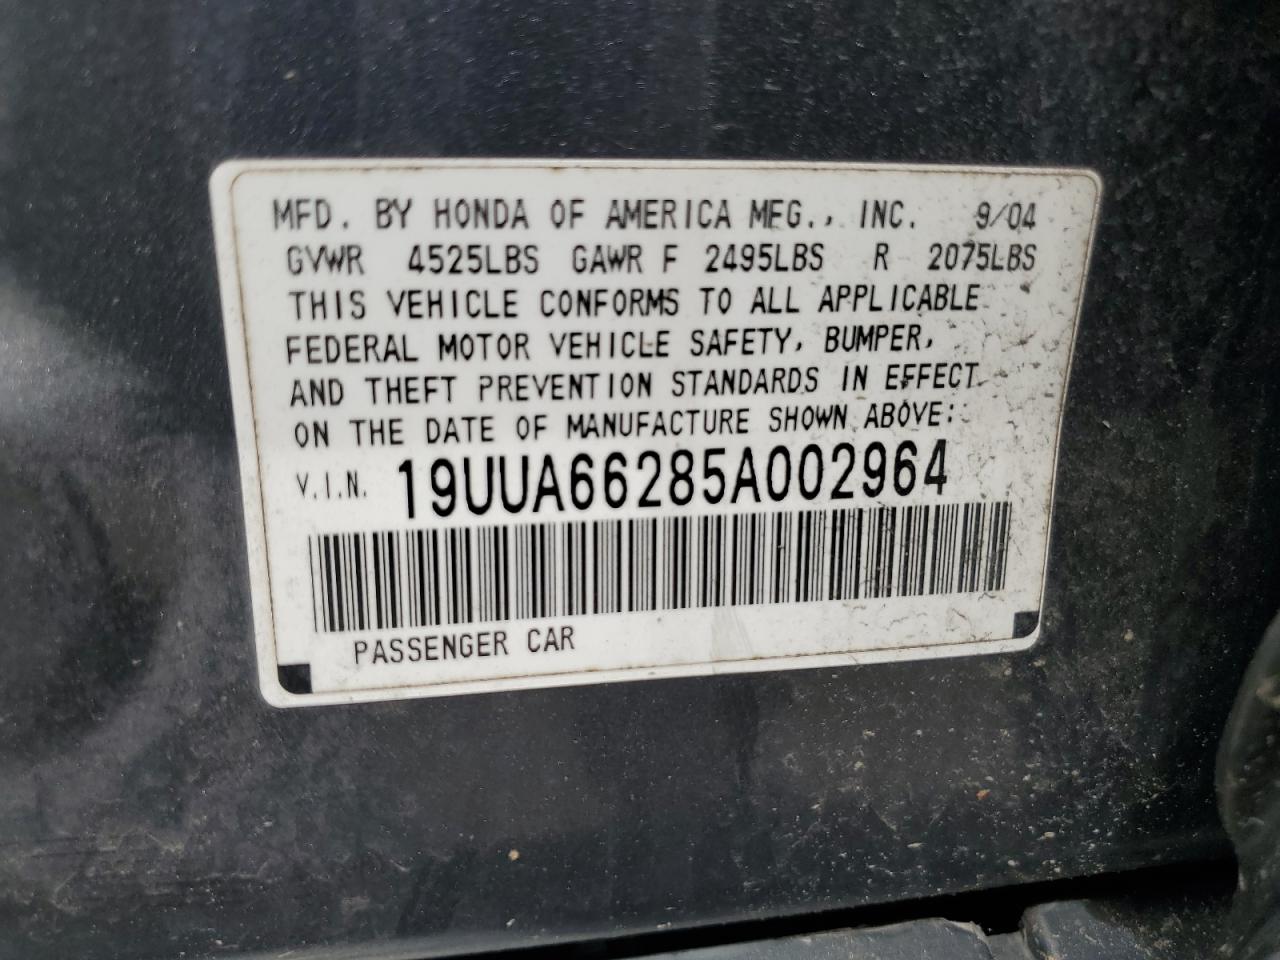 MFD. BY HONDA OF AMERICA MFG., INC. 9/04
GVWR 4525LBS GAWR F 2495LBS R 2075LBS
THIS VEHICLE CONFORMS TO ALL APPLICABLE
FEDERAL MOTOR VEHICLE SAFETY, BUMPER,
AND THEFT PREVENTION STANDARDS IN EFFECT
ON THE DATE OF MANUFACTURE SHOWN ABOVE:
V.I.N. 19UUA66285A002964
PASSENGER CAR